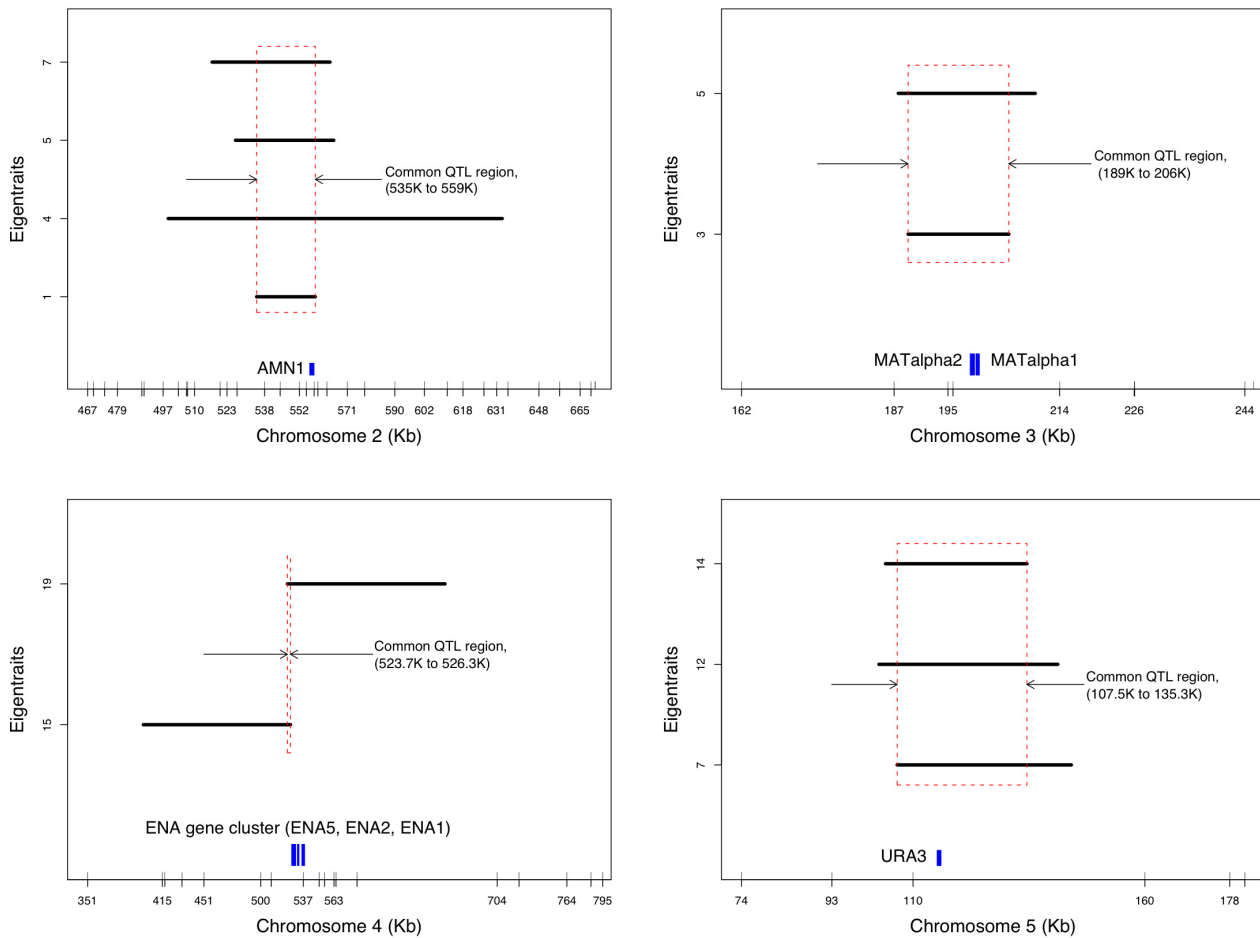 Eigentraits
7
5
4
1
Common QTL region,
(535K to 559K)
AMN1
467 479 497 510 523 538 552 571 590 602 618 631 648 665
Chromosome 2 (Kb)
Eigentraits
5
3
Common QTL region,
(189K to 206K)
MATalpha2 MATalpha1
162 187 195 214 226 244
Chromosome 3 (Kb)
Eigentraits
19
15
Common QTL region,
(523.7K to 526.3K)
ENA gene cluster (ENA5, ENA2, ENA1)
351 415 451 500 537 563 704 764 795
Chromosome 4 (Kb)
Eigentraits
14
12
7
Common QTL region,
(107.5K to 135.3K)
URA3
74 93 110 160 178
Chromosome 5 (Kb)